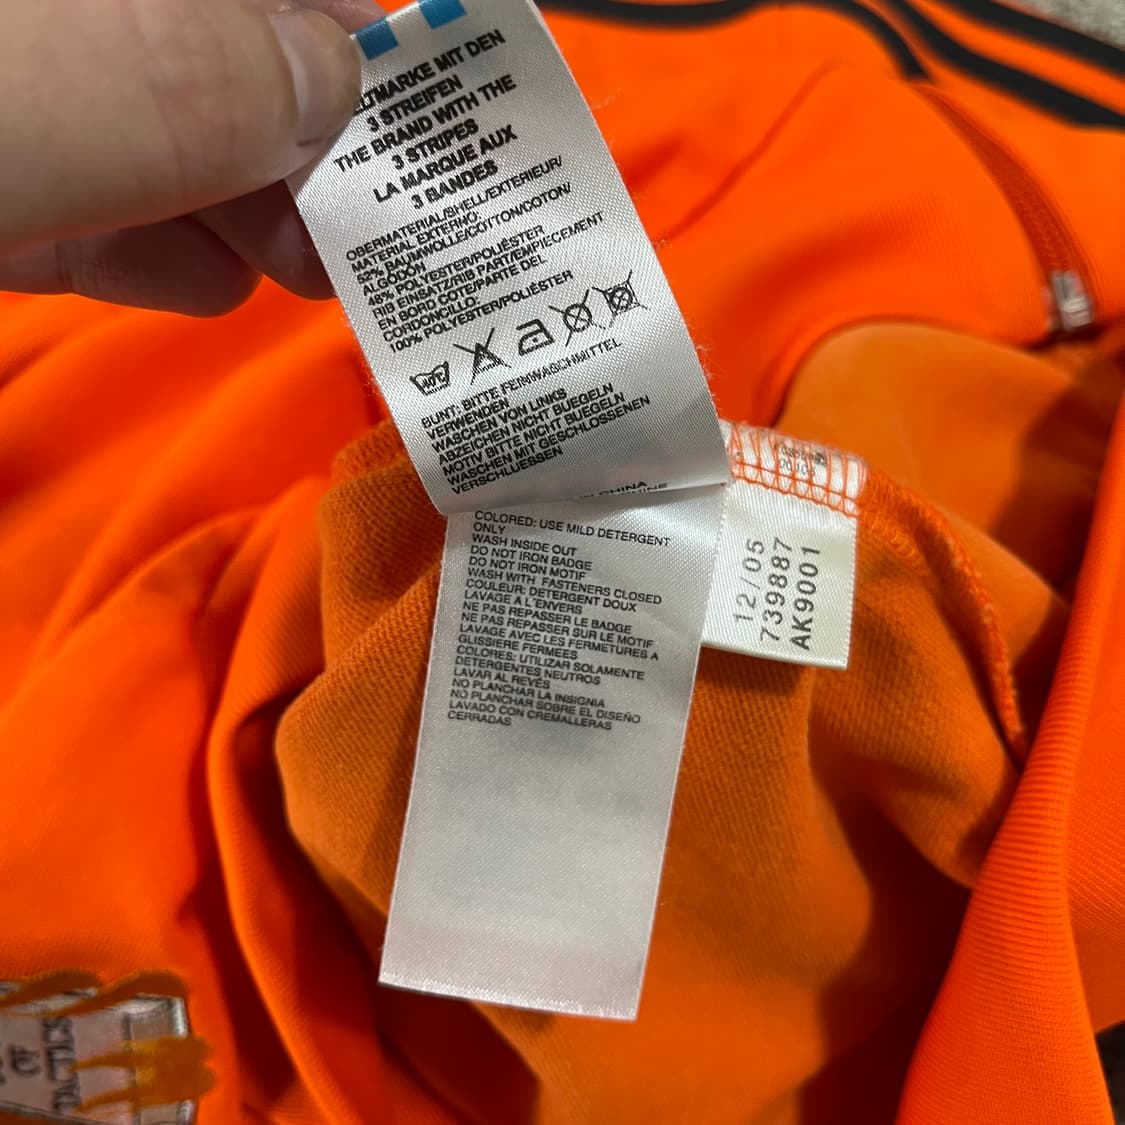 MIT DEN
3 STREIFEN
THE BRAND WITH THE
3 STRIPES
LA MARQUE AUX
3 BANDES
OBERMATERIAL/SHELL/EXTERIEUR/
MATERIAL EXTERNO:
52% BAUMWOLLE/COTTON/COTON/
ALGODÓN
48% POLYESTER/POLIÉSTER
RIB EINSATZ/RIB PART/EMPIECEMENT
EN BORD COTE/PARTE DEL
CORDONCILLO:
100% POLYESTER/POLIÉSTER
40°C
BUNT: BITTE FEINWASCHMITTEL
VERWENDEN
WASCHEN VON LINKS
ABZEICHEN NICHT BUEGELN
MOTIV BITTE NICHT BUEGELN
WASCHEN MIT GESCHLOSSENEN
VERSCHLUESSEN
CHINA
COLORED: USE MILD DETERGENT
ONLY
WASH INSIDE OUT
DO NOT IRON BADGE
DO NOT IRON MOTIF
WASH WITH FASTENERS CLOSED
COULEUR: DETERGENT DOUX
LAVAGE A L'ENVERS
NE PAS REPASSER LE BADGE
NE PAS REPASSER SUR LE MOTIF
LAVAGE AVEC LES FERMETURES A
GLISSIERE FERMEES
COLORES: UTILIZAR SOLAMENTE
DETERGENTES NEUTROS
LAVAR AL REVÉS
NO PLANCHAR LA INSIGNIA
NO PLANCHAR SOBRE EL DISEÑO
LAVADO CON CREMALLERAS
CERRADAS
12/05
739887
AK9001